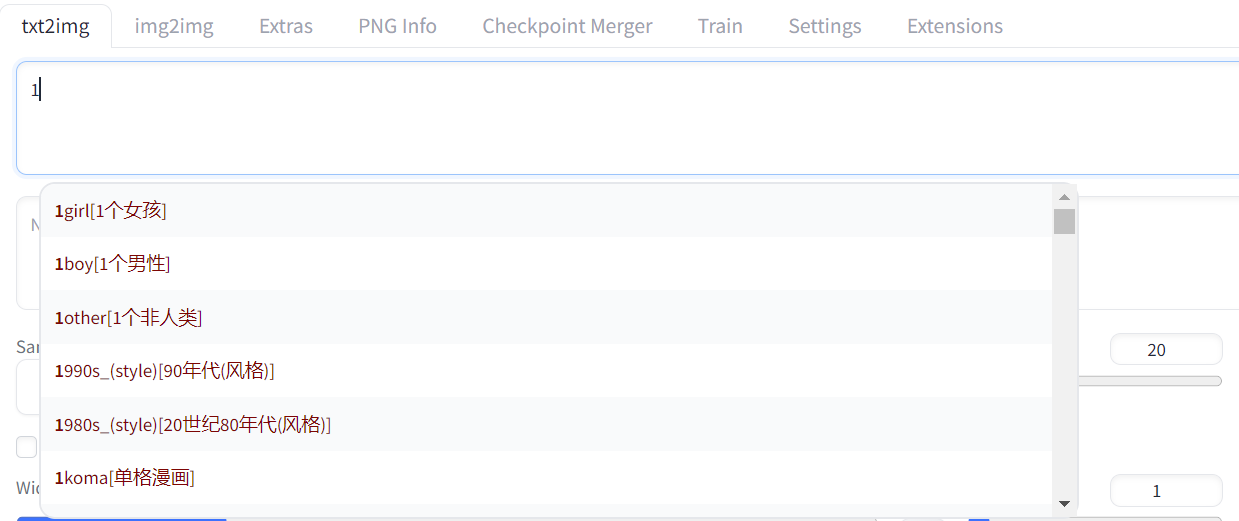 txt2img img2img Extras PNG Info Checkpoint Merger Train Settings Extensions
1
1girl[1个女孩]
1boy[1个男性]
1other[1个非人类]
20
1990s_(style)[90年代(风格)]
1980s_(style)[20世纪80年代(风格)]
1koma[单格漫画]
1